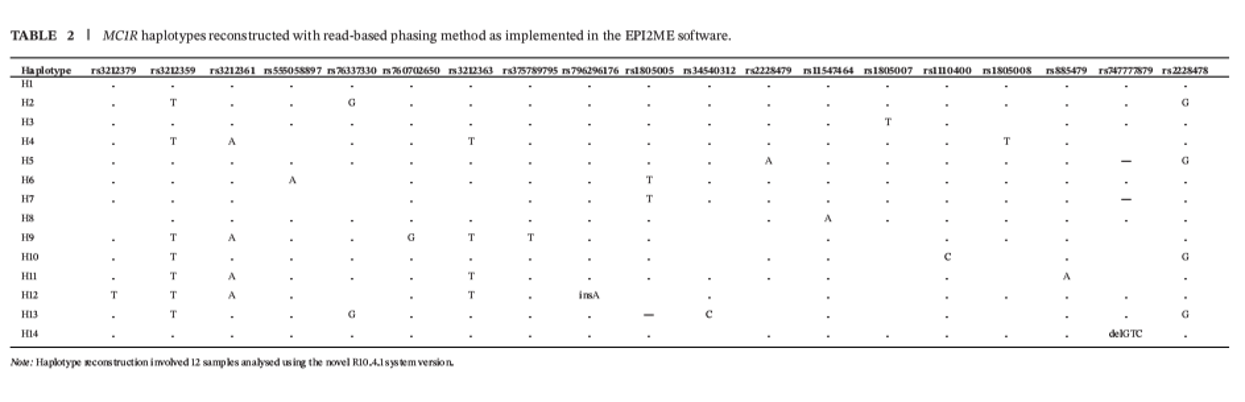 TABLE 2 | MC1R haplotypes reconstructed with read-based phasing method as implemented in the EPI2ME software.
Haplotype rs3212379 rs3212359 rs3212361 rs555058897 rs76337330 rs760702650 rs3212363 rs375789795 rs796296176 rs1805005 rs34540312 rs2228479 rs11547464 rs1805007 rs1110400 rs1805008 rs885479 rs747777879 rs2228478
H1 . . . . . . . . . . . . . . . . . . .
H2 . T . . G . . . . . . . . . . . . . G
H3 . . . . . . . . . . . . . T . . . .
H4 . T A . . T . . . . . . . . T . .
H5 . . . . . . . . . . . A . . . . . — G
H6 . . . A . . . . T . . . . . . . . .
H7 . . . . . . . T . . . . . . . — .
H8 . . . . . . . . . . A . . . . . .
H9 . T A . . G T T . . . . . . .
H10 . T . . . . . . . . . . C . G
H11 . T A . . . T . . . . . . . A .
H12 T T A . . T . insA . . . . . . .
H13 . T . G . . . . — C . . . . G
H14 . . . . . . . . . . . . . . . . delGTC .
Note: Haplotype reconstruction involved 12 samples analysed using the novel R10.4.1 system version.